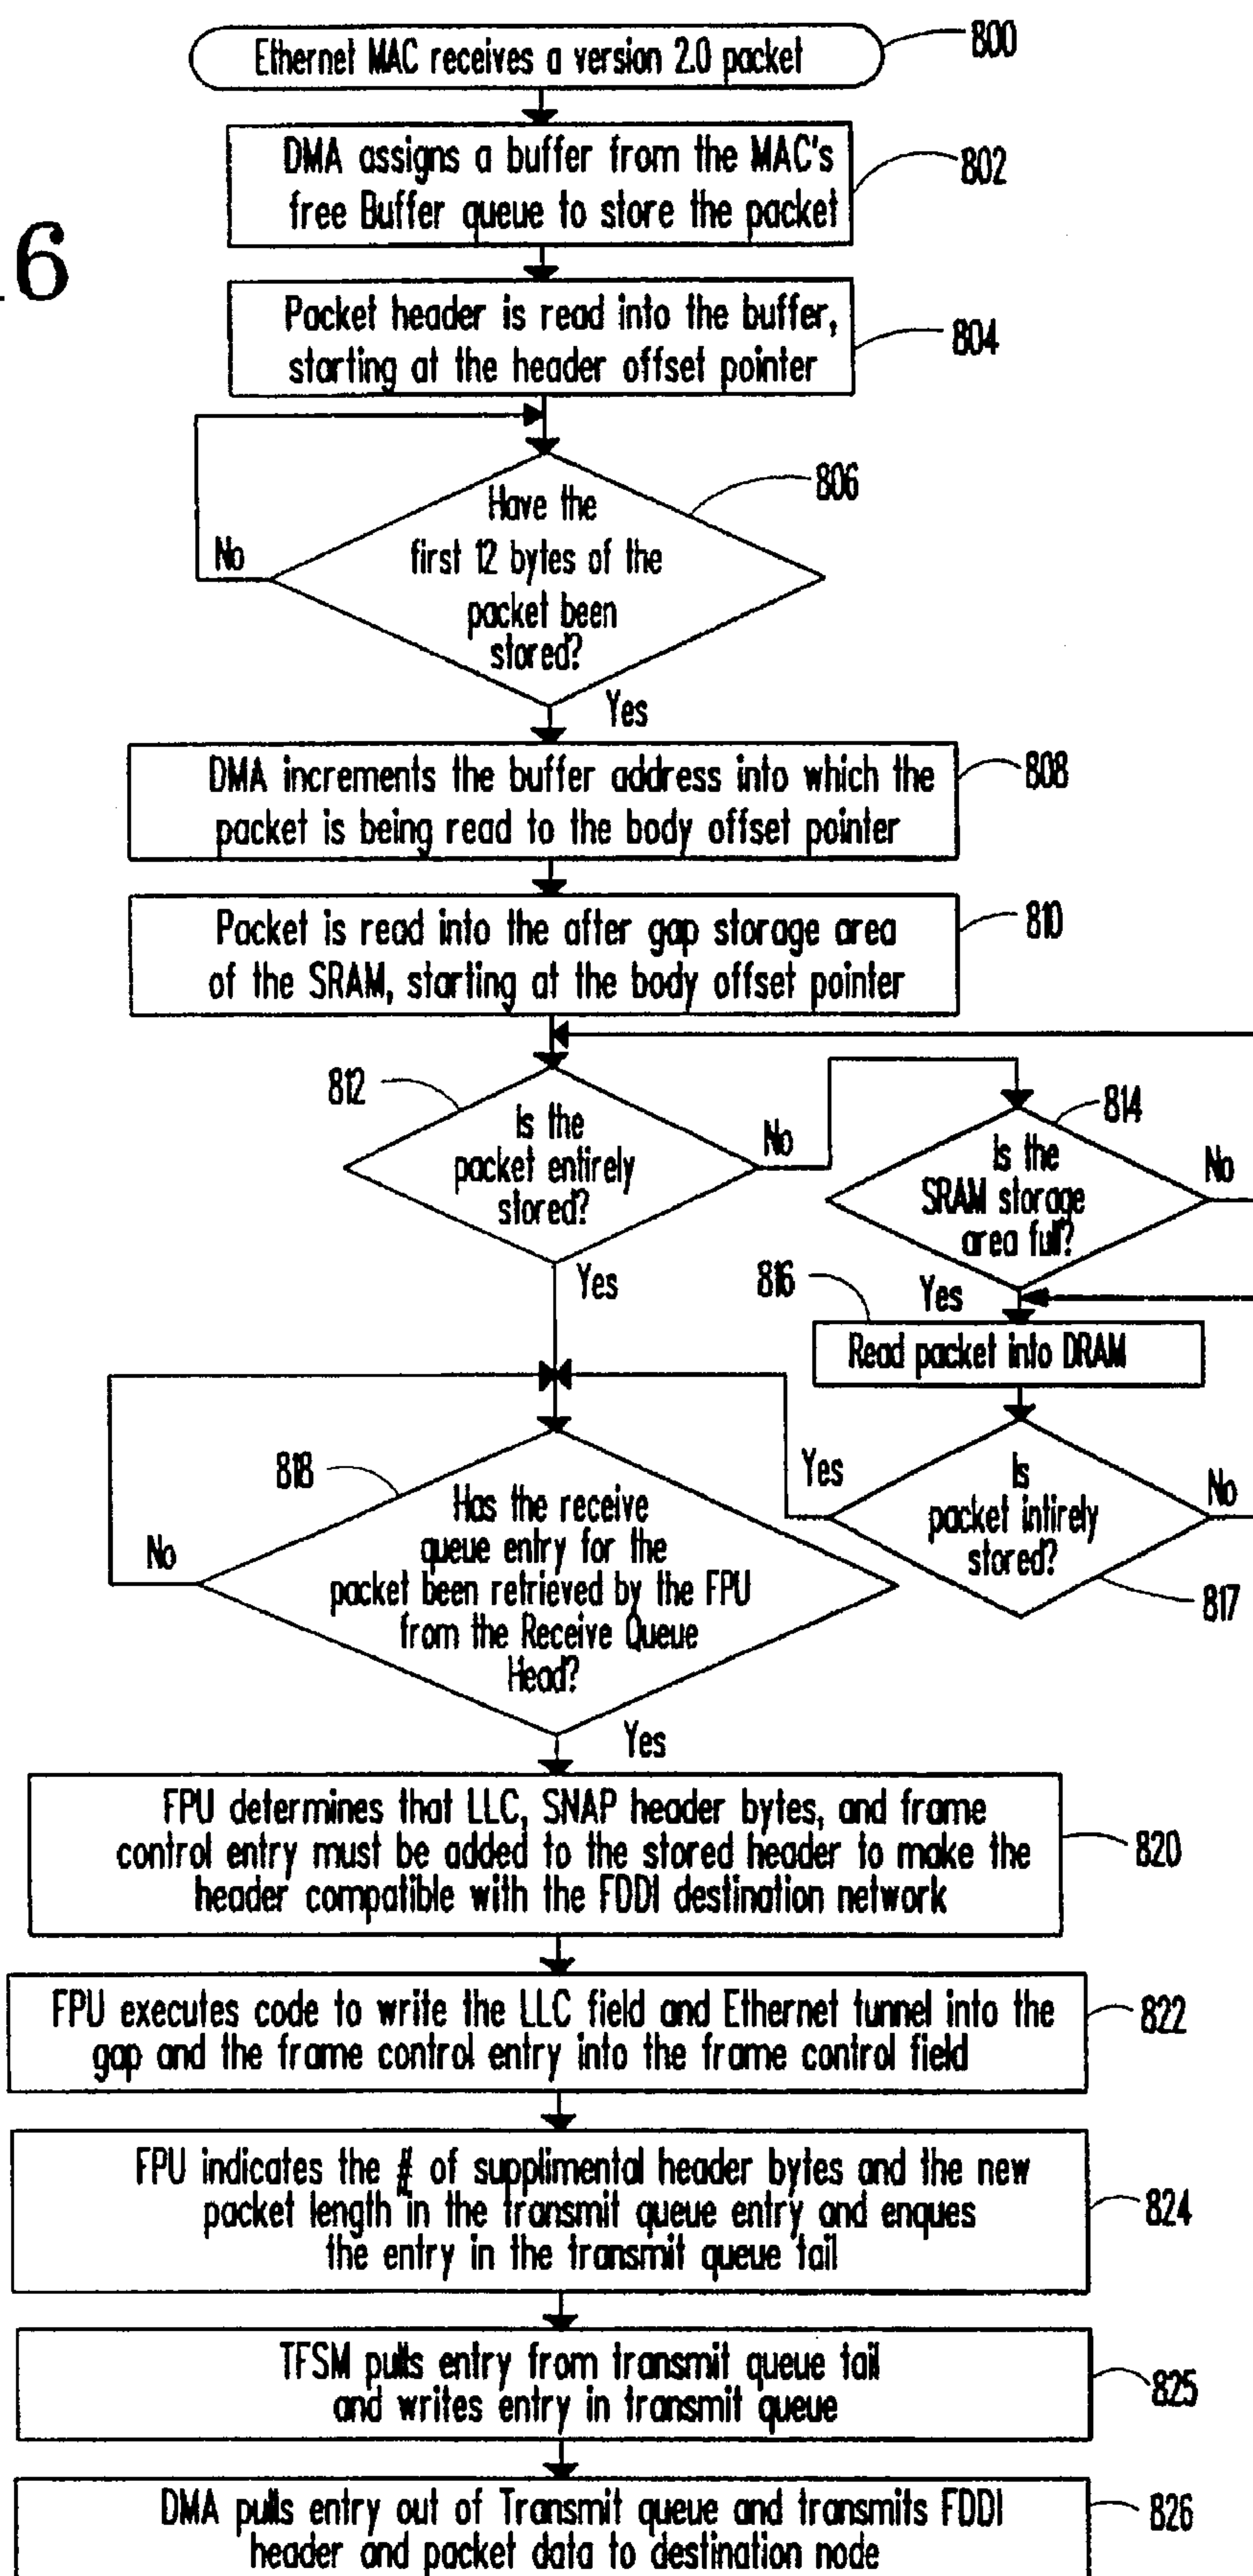 16
Ethernet MAC receives a version 2.0 packet
800
DMA assigns a buffer from the MAC's
free Buffer queue to store the packet
802
Packet header is read into the buffer,
starting at the header offset pointer
804
Have the
first 12 bytes of the
packet been
stored?
806
No
Yes
DMA increments the buffer address into which the
packet is being read to the body offset pointer
808
Packet is read into the after gap storage area
of the SRAM, starting at the body offset pointer
810
812
Is the
packet entirely
stored?
No
Yes
814
Is the
SRAM storage
area full?
No
Yes
816
Read packet into DRAM
Is
packet intirely
stored?
Yes
No
817
818
Has the receive
queue entry for the
packet been retrieved by the FPU
from the Receive Queue
Head?
No
Yes
FPU determines that LLC, SNAP header bytes, and frame
control entry must be added to the stored header to make the
header compatible with the FDDI destination network
820
FPU executes code to write the LLC field and Ethernet tunnel into the
gap and the frame control entry into the frame control field
822
FPU indicates the # of supplimental header bytes and the new
packet length in the transmit queue entry and enques
the entry in the transmit queue tail
824
TFSM pulls entry from transmit queue tail
and writes entry in transmit queue
825
DMA pulls entry out of Transmit queue and transmits FDDI
header and packet data to destination node
826